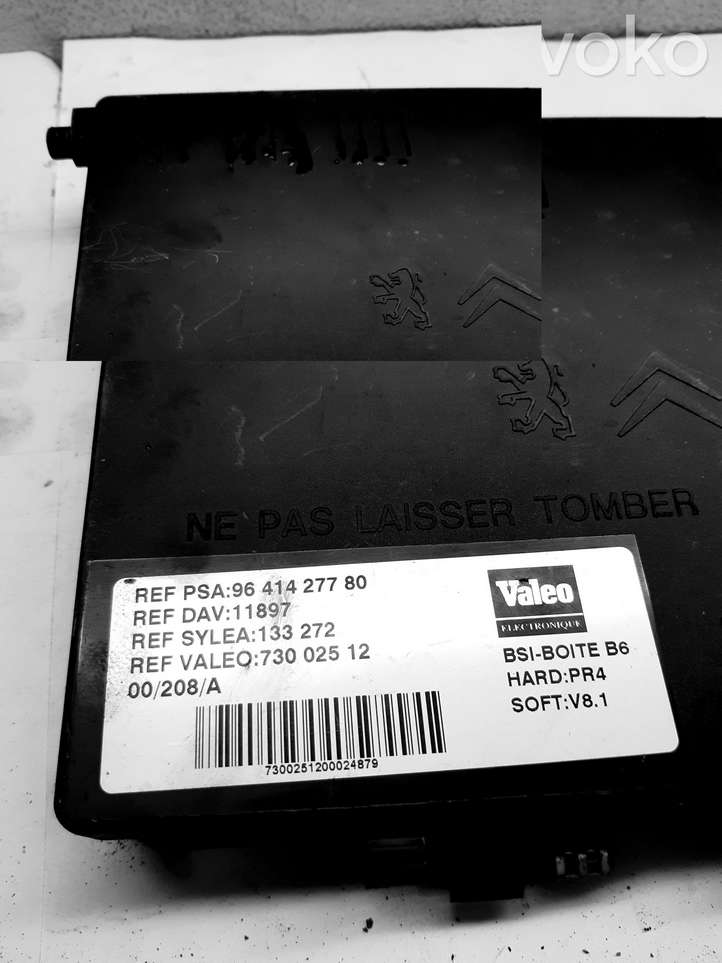 voko
NE PAS LAISSER TOMBER
REF PSA:96 414 277 80
REF DAV:11897
REF SYLEA:133 272
REF VALEO:730 025 12
00/208/A
7300251200024879
Valeo
ELECTRONIQUE
BSI-BOITE B6
HARD:PR4
SOFT:V8.1